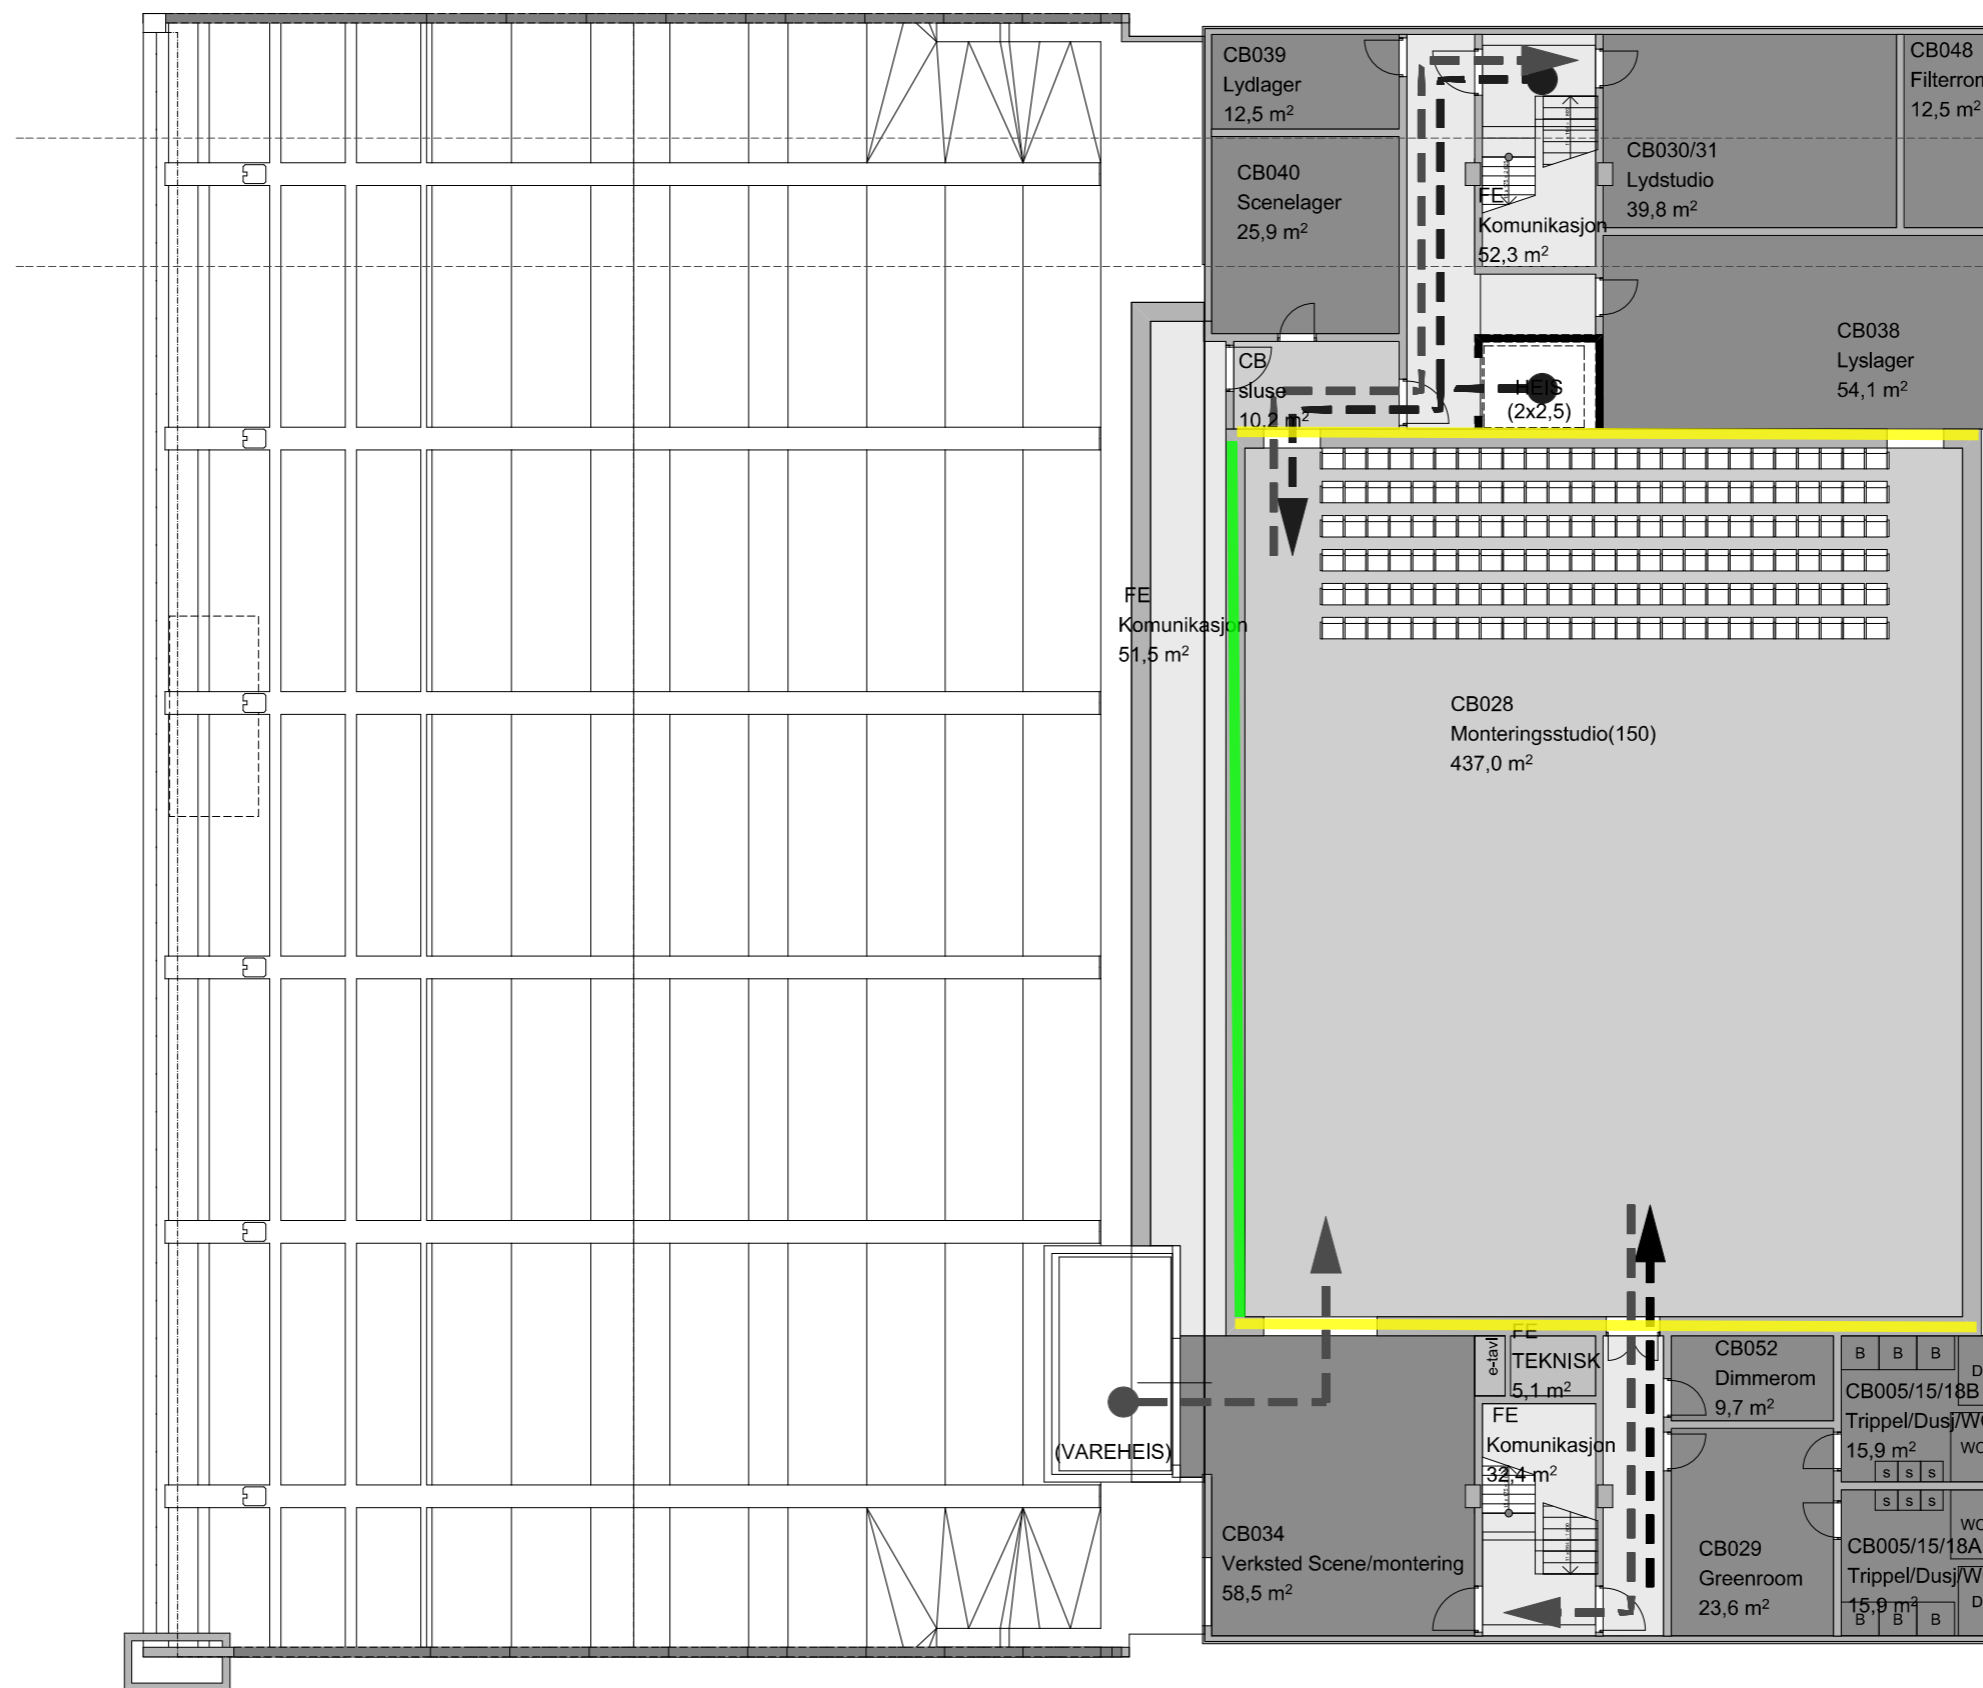 CB039
Lydlager
12,5 m²
CB048
12,5 m²
CB040
Scenelager
25,9 m²
CB030/31
Lydstudio
39,8 m²
FE
Komunikasjon
52,3 m²
CB038
Lyslager
54,1 m²
CB
sluse
10,2 m²
HEIS
(2x2,5)
FE
Komunikasjon
51,5 m²
CB028
Monteringsstudio(150)
437,0 m²
e-tavl
FE
TEKNISK
5,1 m²
CB052
Dimmerom
9,7 m²
B B B
D
CB005/15/18B
Trippel/Dusj/W
15,9 m²
WC
s s s
FE
Komunikasjon
32,4 m²
(VAREHEIS)
CB034
Verksted Scene/montering
58,5 m²
CB029
Greenroom
23,6 m²
s s s
WC
CB005/15/18A
Trippel/Dusj/W
15,9 m²
D
B B B